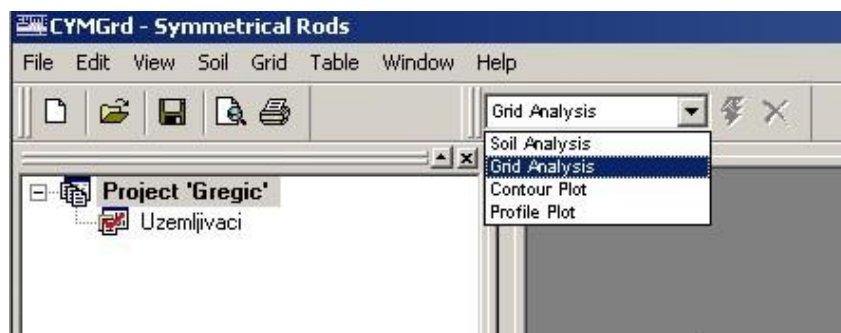 CYMGrd - Symmetrical Rods
File Edit View Soil Grid Table Window Help
Grid Analysis
Soil Analysis
Grid Analysis
Contour Plot
Profile Plot
Project 'Gregic'
Uzemljivaci